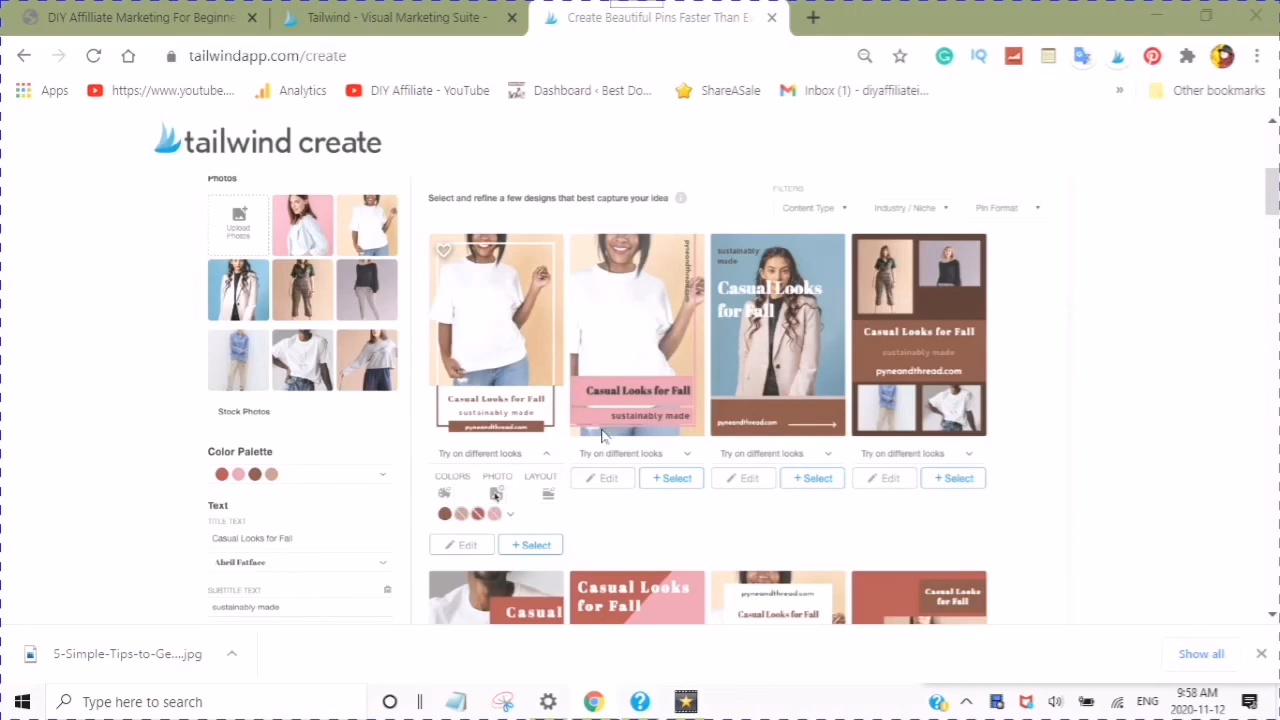 DIY Affiliate Marketing For Beginne
Tailwind - Visual Marketing Suite -
Create Beautiful Pins Faster Than E
tailwindapp.com/create
Apps
https://www.youtube....
Analytics
DIY Affiliate - YouTube
Dashboard ‹ Best Do...
ShareASale
Inbox (1) - diyaffiliatei...
»
Other bookmarks
tailwind create
Photos
Upload
Photos
Stock Photos
Color Palette
Text
TITLE TEXT
Casual Looks for Fall
Abril Fatface
SUBTITLE TEXT
sustainably made
Select and refine a few designs that best capture your idea
FILTERS
Content Type
Industry / Niche
Pin Format
Casual Looks for Fall
sustainably made
pyneandthread.com
pyneandthread.com
Casual Looks for Fall
sustainably made
sustainably
made
Casual Looks
for Fall
pyneandthread.com
Casual Looks for Fall
sustainably made
pyneandthread.com
Try on different looks
Try on different looks
Try on different looks
Try on different looks
COLORS PHOTO LAYOUT
Edit + Select
Edit + Select
Edit + Select
Edit + Select
Casual
Casual Looks
for Fall
pyneandthread.com
Casual Looks for Fall
Casual Looks
for Fall
5-Simple-Tips-to-Ge....jpg
Show all
Type here to search
ENG
9:58 AM
2020-11-12